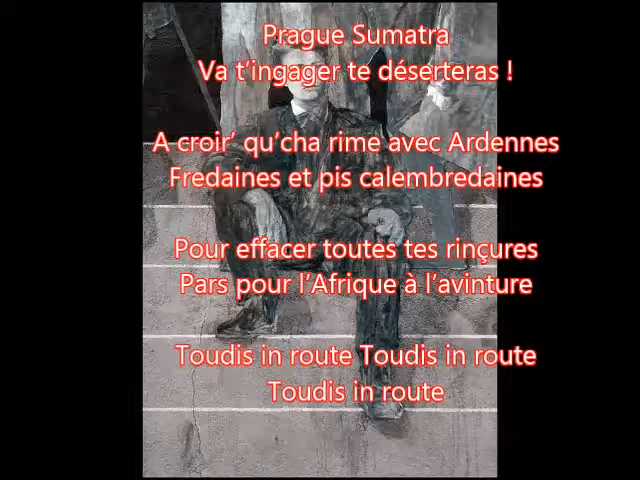 Prague Sumatra
Va t’ingager te déserteras !
A croir’ qu’cha rime avec Ardennes
Fredaines et pis calembredaines
Pour effacer toutes tes rinçures
Pars pour l’Afrique à l’avinture
Toudis in route Toudis in route
Toudis in route